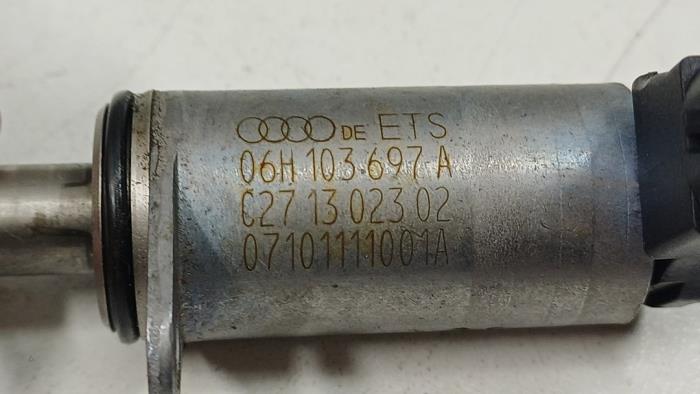 DE ETS
06H 103 697 A
C27 13 023 02
07101111001A